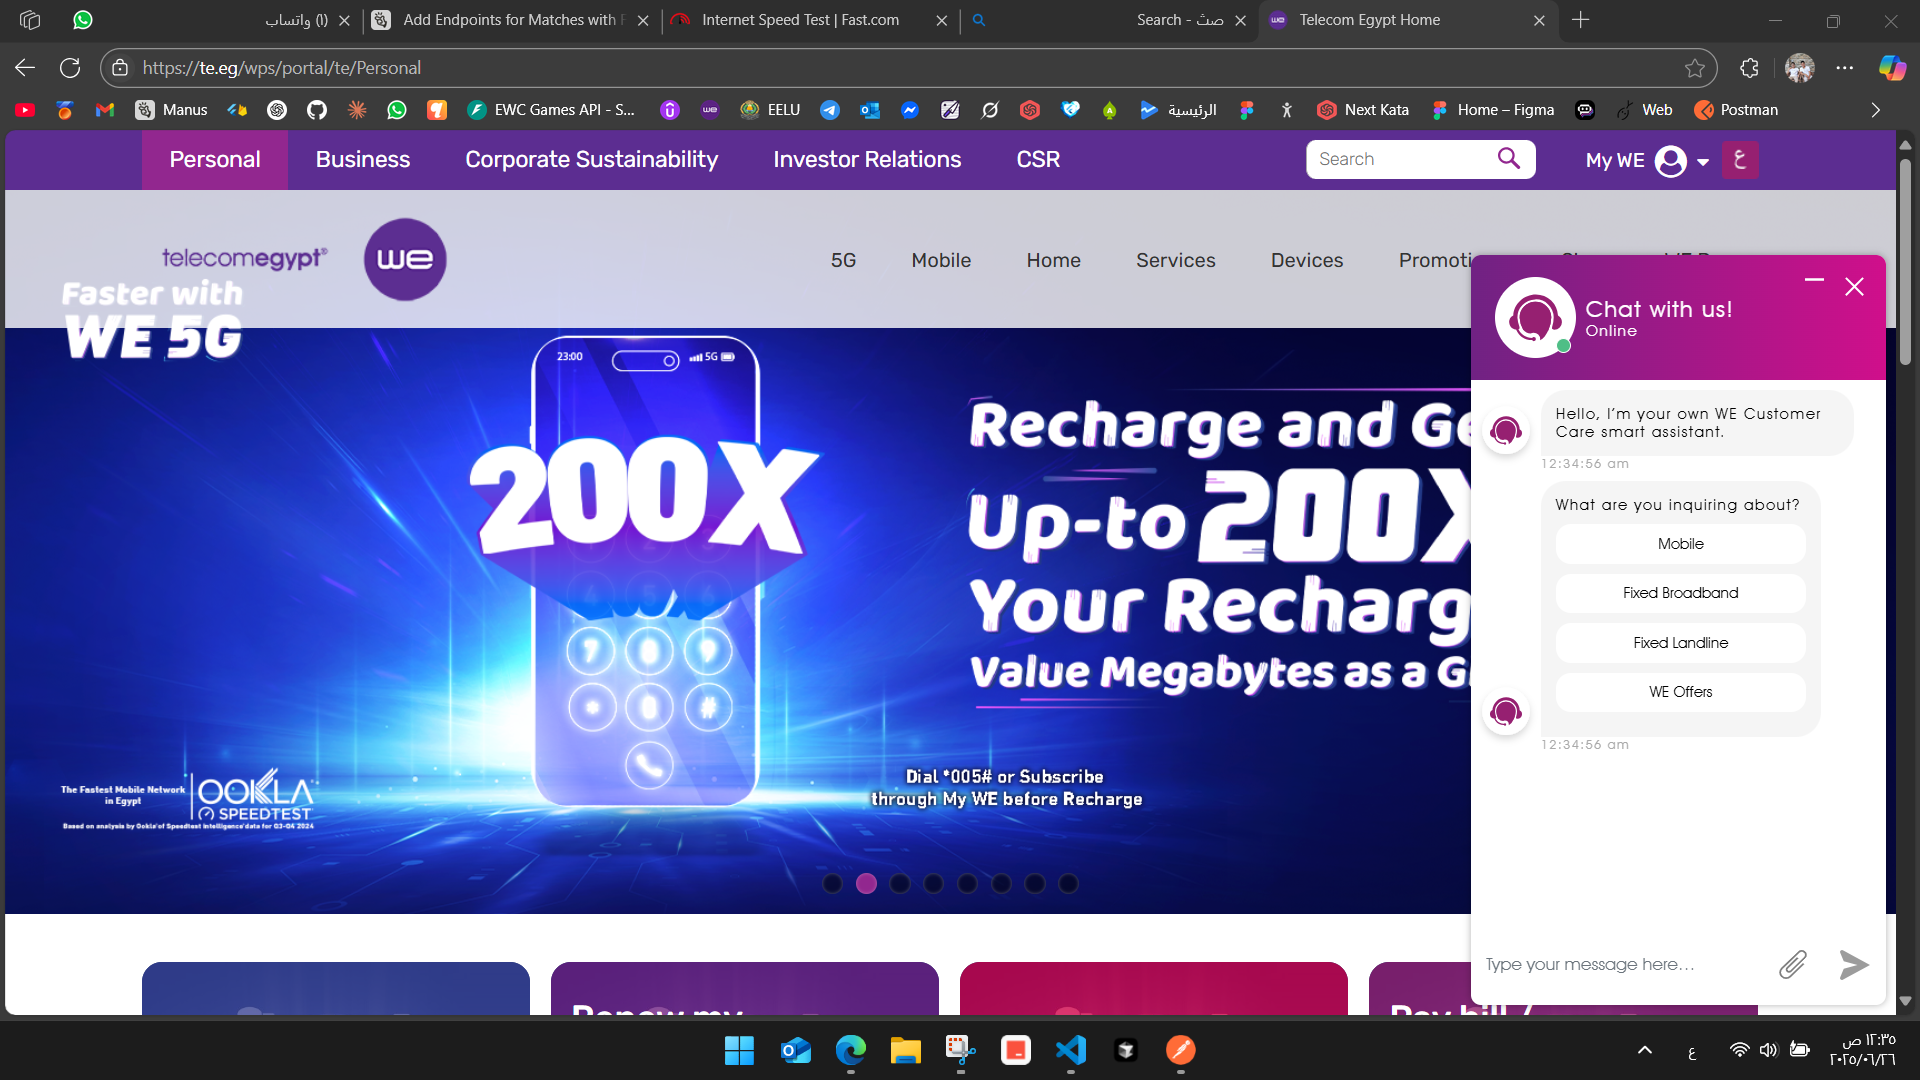 (١) واتساب
Add Endpoints for Matches with F
Internet Speed Test | Fast.com
صث - Search
Telecom Egypt Home
https://te.eg/wps/portal/te/Personal
Manus
EWC Games API - S...
EELU
الرئيسية
Next Kata
Home – Figma
Web
Postman
Personal
Business
Corporate Sustainability
Investor Relations
CSR
Search
My WE
ع
telecomegypt®
we
5G
Mobile
Home
Services
Devices
Faster with
WE 5G
23:00
5G
200X
Recharge and Ge
Up-to 200X
Your Recharg
Value Megabytes as a G
7 8 9
* 0 #
Dial *005# or Subscribe
through My WE before Recharge
The Fastest Mobile Network
in Egypt
OOKLA
SPEEDTEST
Based on analysis by Ookla® of Speedtest Intelligence® data for Q3-Q4 2024
Chat with us!
Online
Hello, I'm your own WE Customer
Care smart assistant.
12:34:56 am
What are you inquiring about?
Mobile
Fixed Broadband
Fixed Landline
WE Offers
12:34:56 am
Type your message here...
Renew my
Pay bill /
ع
١٢:٣٥ ص
٢٠٢٥/٠٦/٢٦